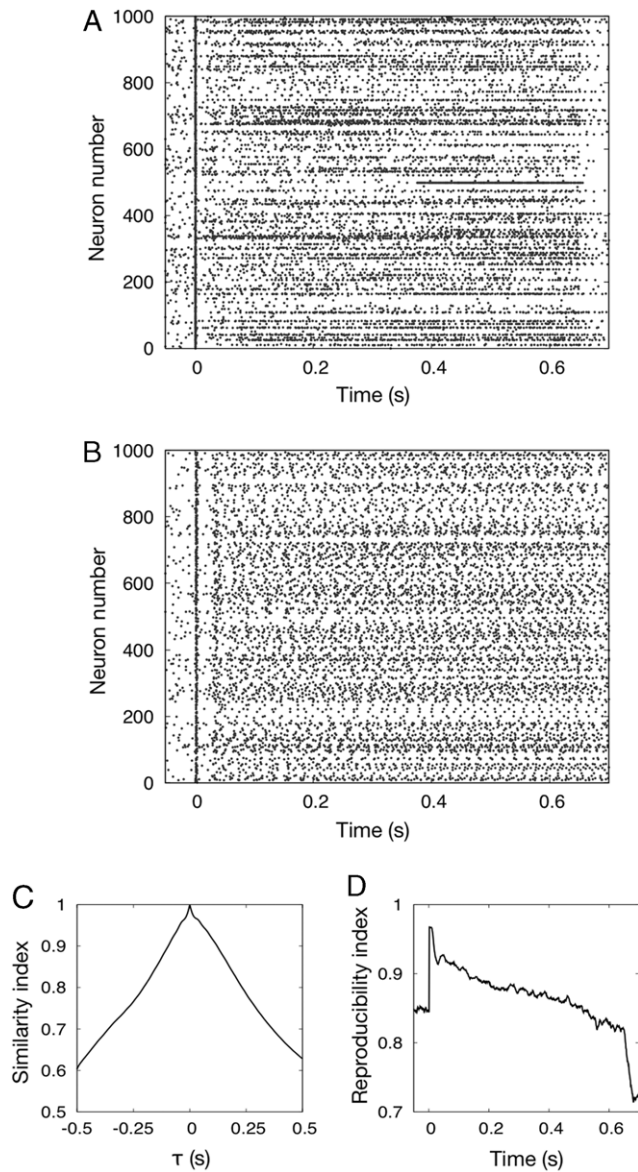 A
1000
800
600
400
200
0
Neuron number
0 0.2 0.4 0.6
Time (s)
B
1000
800
600
400
200
0
Neuron number
0 0.2 0.4 0.6
Time (s)
C
1
0.9
0.8
0.7
0.6
0.5
Similarity index
-0.5 -0.25 0 0.25 0.5
τ (s)
D
1
0.9
0.8
0.7
Reproducibility index
0 0.2 0.4 0.6
Time (s)